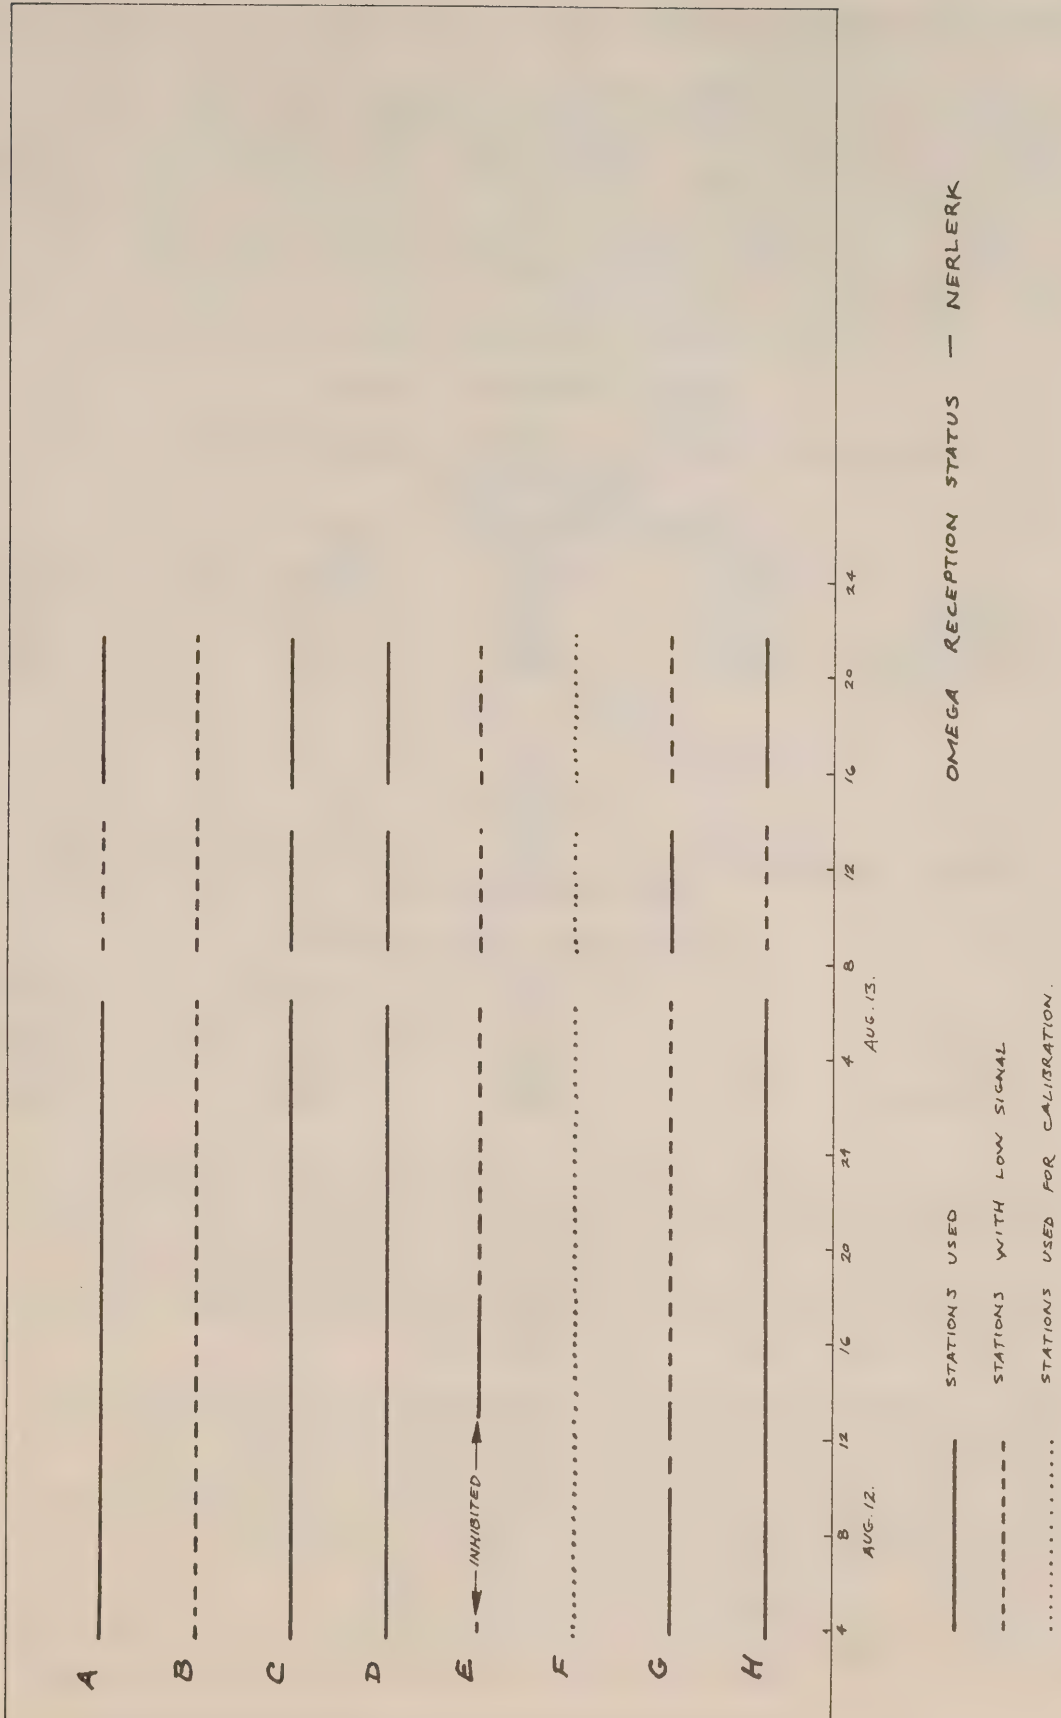 A
B
C
D
E ←INHIBITED→
F
G
H
4 8 12 16 20 24 4 8 12 16 20 24
AUG. 12. AUG. 13.
STATIONS USED
STATIONS WITH LOW SIGNAL
STATIONS USED FOR CALIBRATION.
OMEGA RECEPTION STATUS — NERLERK